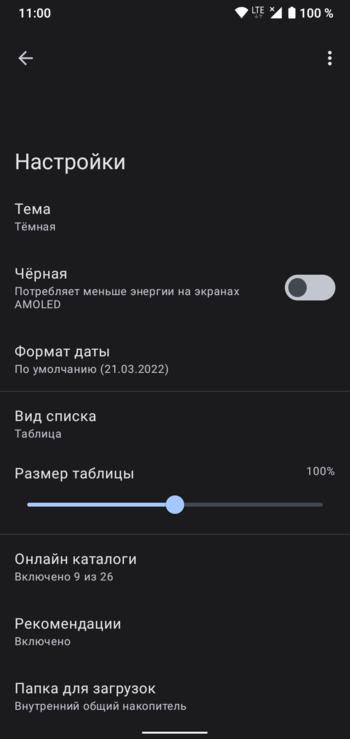 11:00 LTE 100 %
Настройки
Тема
Тёмная
Чёрная
Потребляет меньше энергии на экранах
AMOLED
Формат даты
По умолчанию (21.03.2022)
Вид списка
Таблица
Размер таблицы 100%
Онлайн каталоги
Включено 9 из 26
Рекомендации
Включено
Папка для загрузок
Внутренний общий накопитель